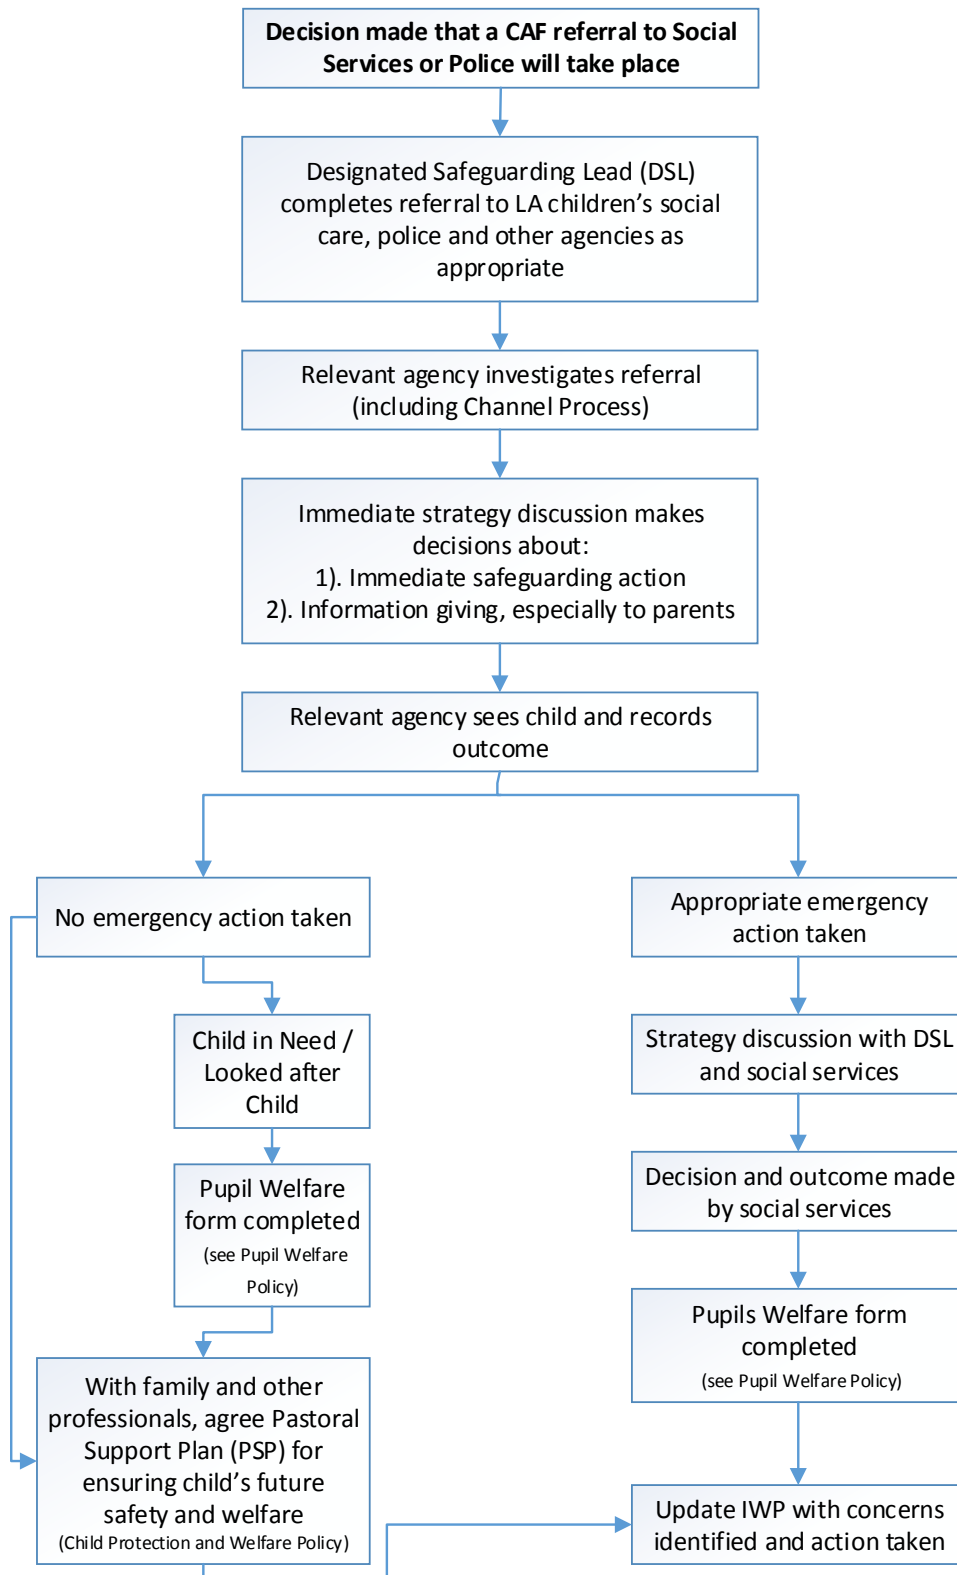 Decision made that a CAF referral to Social
Services or Police will take place
Designated Safeguarding Lead (DSL)
completes referral to LA children's social
care, police and other agencies as
appropriate
Relevant agency investigates referral
(including Channel Process)
Immediate strategy discussion makes
decisions about:
1). Immediate safeguarding action
2). Information giving, especially to parents
Relevant agency sees child and records
outcome
No emergency action taken
Child in Need /
Looked after
Child
Pupil Welfare
form completed
(see Pupil Welfare
Policy)
With family and other
professionals, agree Pastoral
Support Plan (PSP) for
ensuring child's future
safety and welfare
(Child Protection and Welfare Policy)
Appropriate emergency
action taken
Strategy discussion with DSL
and social services
Decision and outcome made
by social services
Pupils Welfare form
completed
(see Pupil Welfare Policy)
Update IWP with concerns
identified and action taken